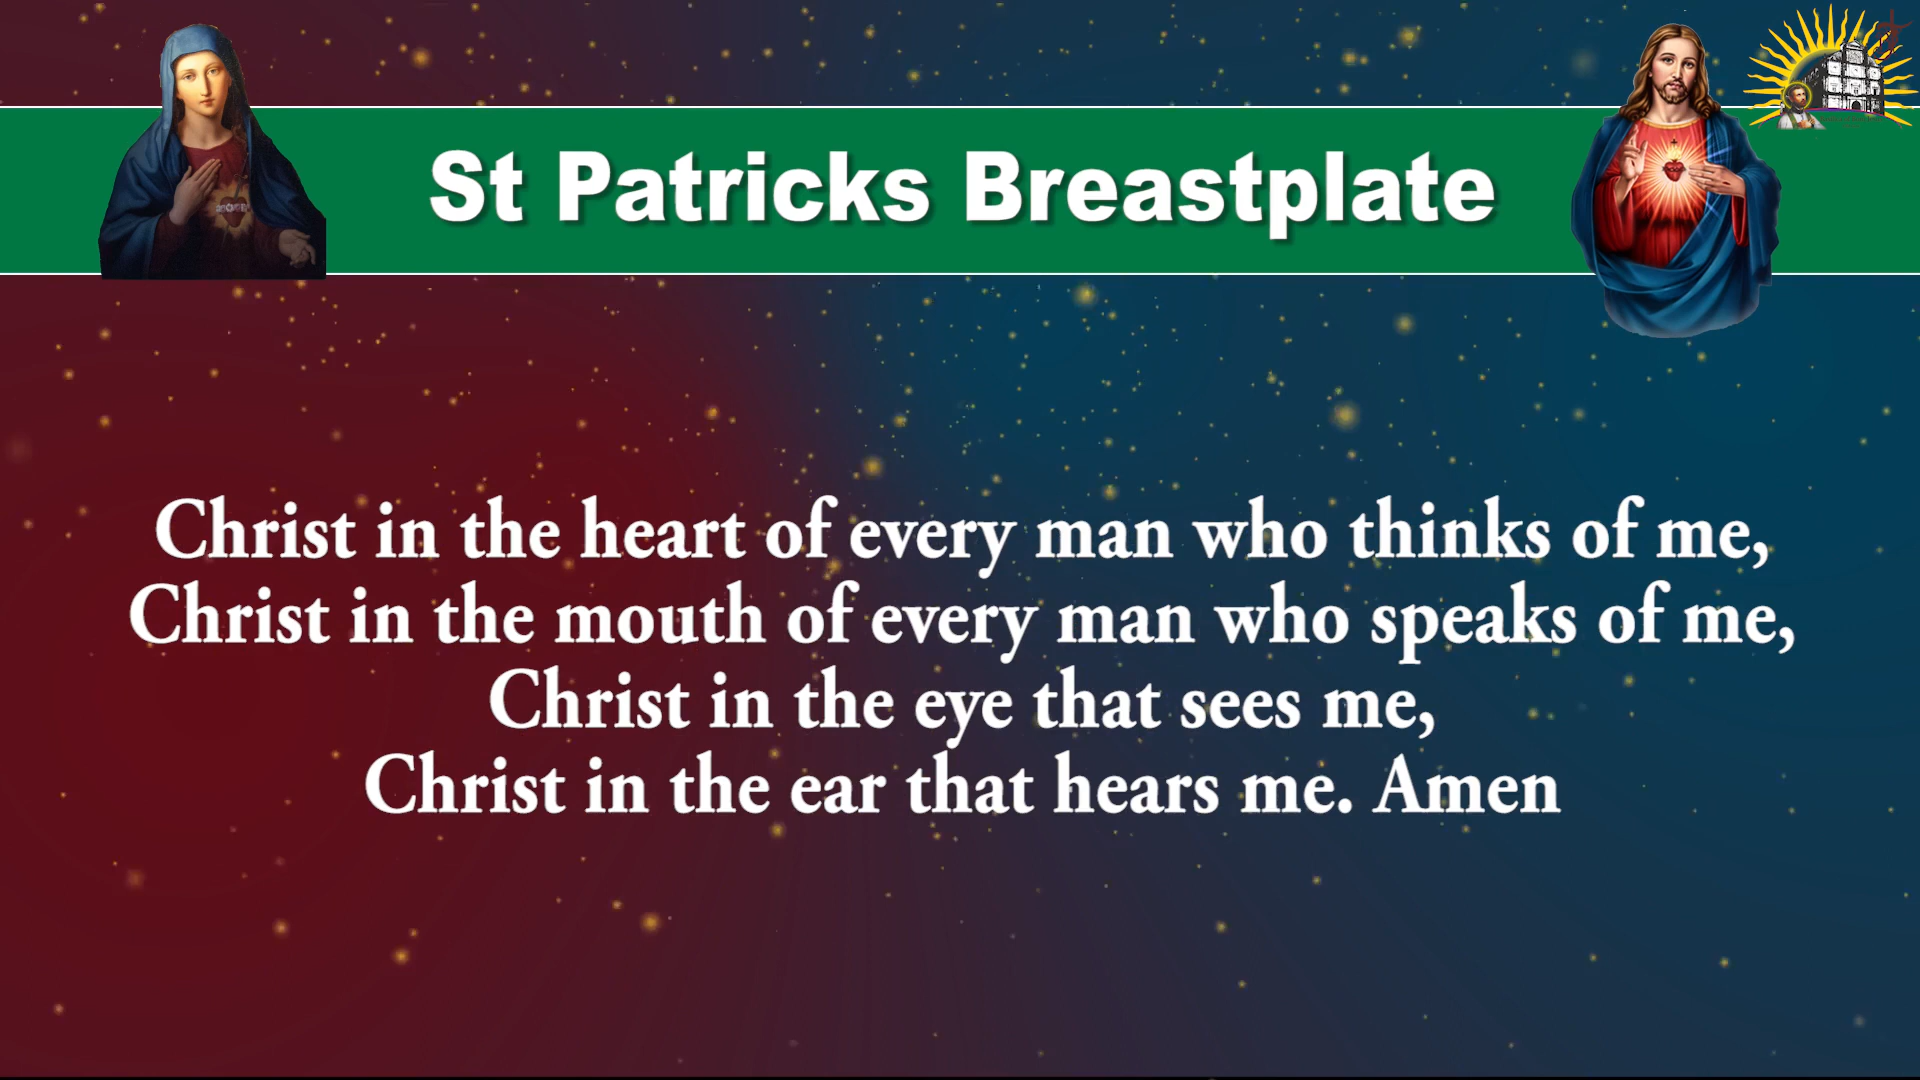 St Patricks Breastplate
Christ in the heart of every man who thinks of me,
Christ in the mouth of every man who speaks of me,
Christ in the eye that sees me,
Christ in the ear that hears me. Amen